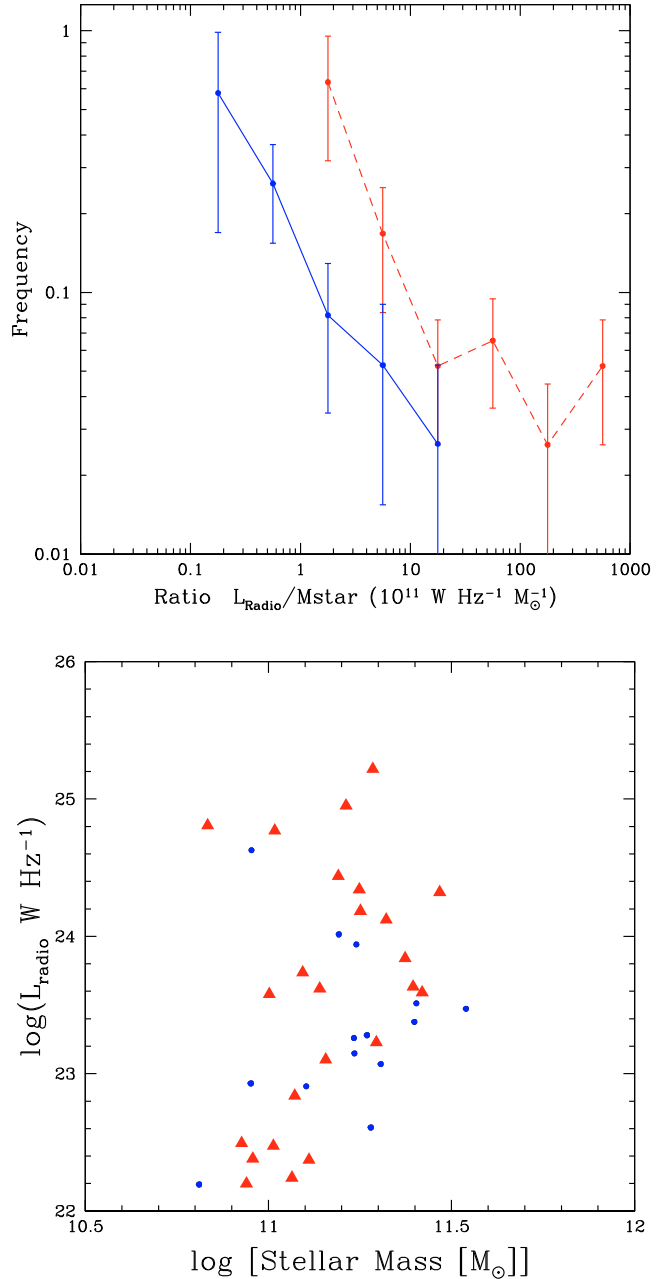 1
Frequency
0.1
0.01
0.01 0.1 1 10 100 1000
Ratio L_Radio/Mstar (10¹¹ W Hz⁻¹ M_⊙⁻¹)
26
25
log(L_radio W Hz⁻¹)
24
23
22
10.5 11 11.5 12
log [Stellar Mass [M_⊙]]